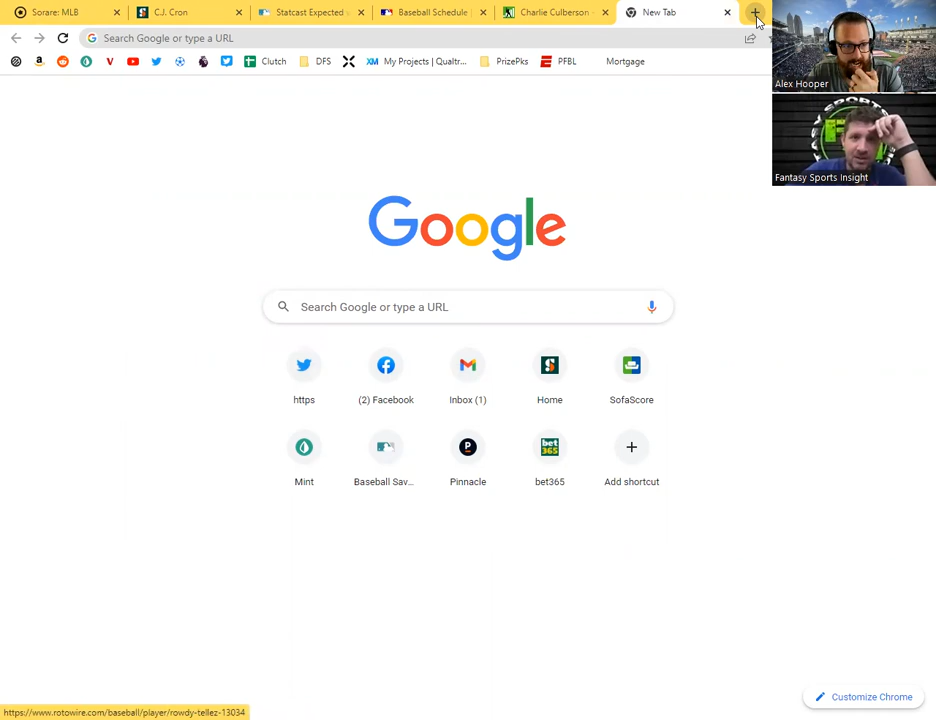 Sorare: MLB
C.J. Cron
Statcast Expected
Baseball Schedule
Charlie Culberson
New Tab
Search Google or type a URL
Clutch
DFS
My Projects | Qualtr...
PrizePks
PFBL
Mortgage
Alex Hooper
Fantasy Sports Insight
Google
Search Google or type a URL
https
(2) Facebook
Inbox (1)
Home
SofaScore
Mint
Baseball Sav...
Pinnacle
bet365
bet365
Add shortcut
Customize Chrome
https://www.rotowire.com/baseball/player/rowdy-tellez-13034